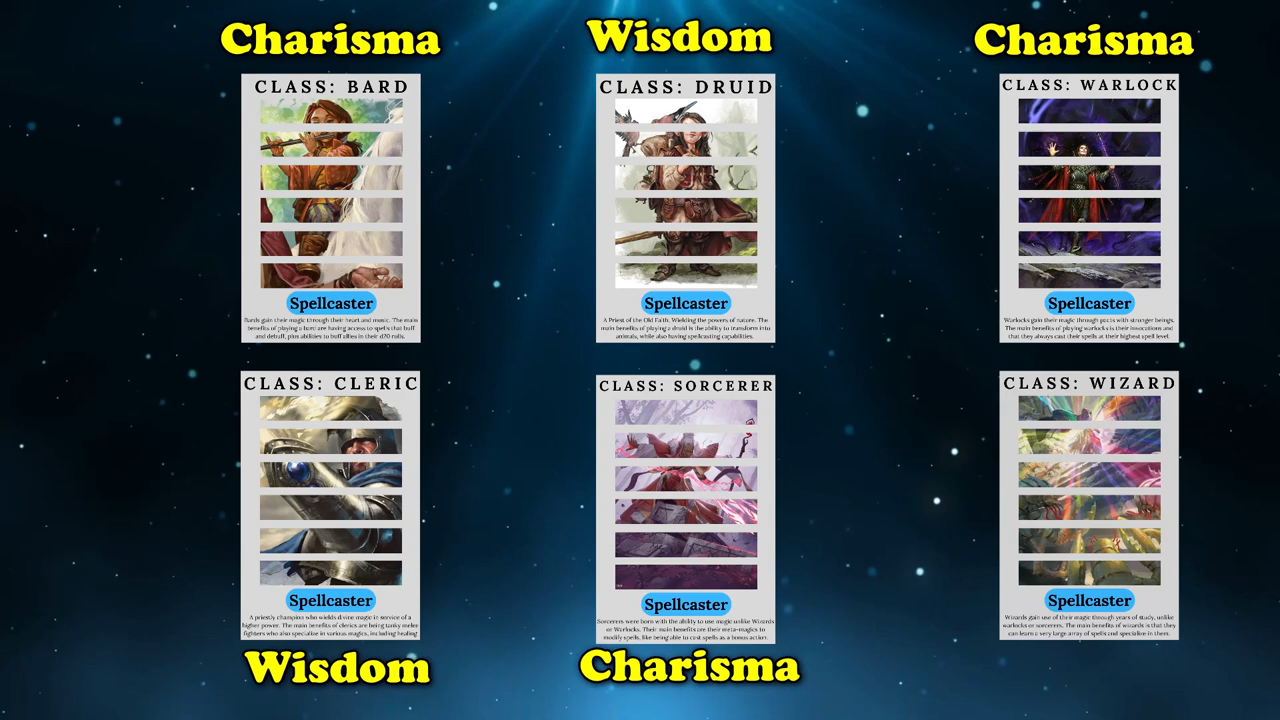 Charisma
CLASS: BARD
Spellcaster
Bards gain their magic through their heart and music. The main
benefits of playing a bard are having access to spells that buff
and debuff, plus abilities to buff allies in their d20 rolls.
Wisdom
CLASS: DRUID
Spellcaster
A Priest of the Old Faith. Wielding the powers of nature. The
main benefits of playing a druid is the ability to transform into
animals, while also having spellcasting capabilities.
Charisma
CLASS: WARLOCK
Spellcaster
Warlocks gain their magic through pacts with stronger beings.
The main benefits of playing warlocks is their invocations and
that they always cast their spells at their highest spell level
CLASS: CLERIC
Spellcaster
A priestly champion who wields divine magic in service of a
higher power. The main benefits of clerics are being tanky melee
fighters who also specialize in various magics, including healing
Wisdom
CLASS: SORCERER
Spellcaster
Sorcerers were born with the ability to use magic unlike Wizards
or Warlocks. Their main benefits are their meta-magics to
modify spells, like being able to cast spells as a bonus action.
Charisma
CLASS: WIZARD
Spellcaster
Wizards gain use of their magic through years of study, unlike
warlocks or sorcerers. The main benefits of wizards is that they
can learn a very large array of spells and specialize in them.